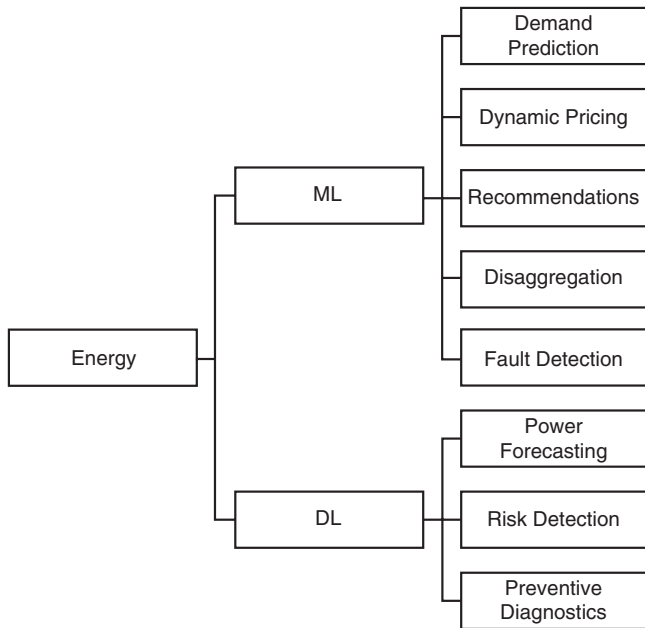 Demand
Prediction
Dynamic Pricing
ML
Recommendations
Disaggregation
Energy
Fault Detection
Power
Forecasting
DL
Risk Detection
Preventive
Diagnostics